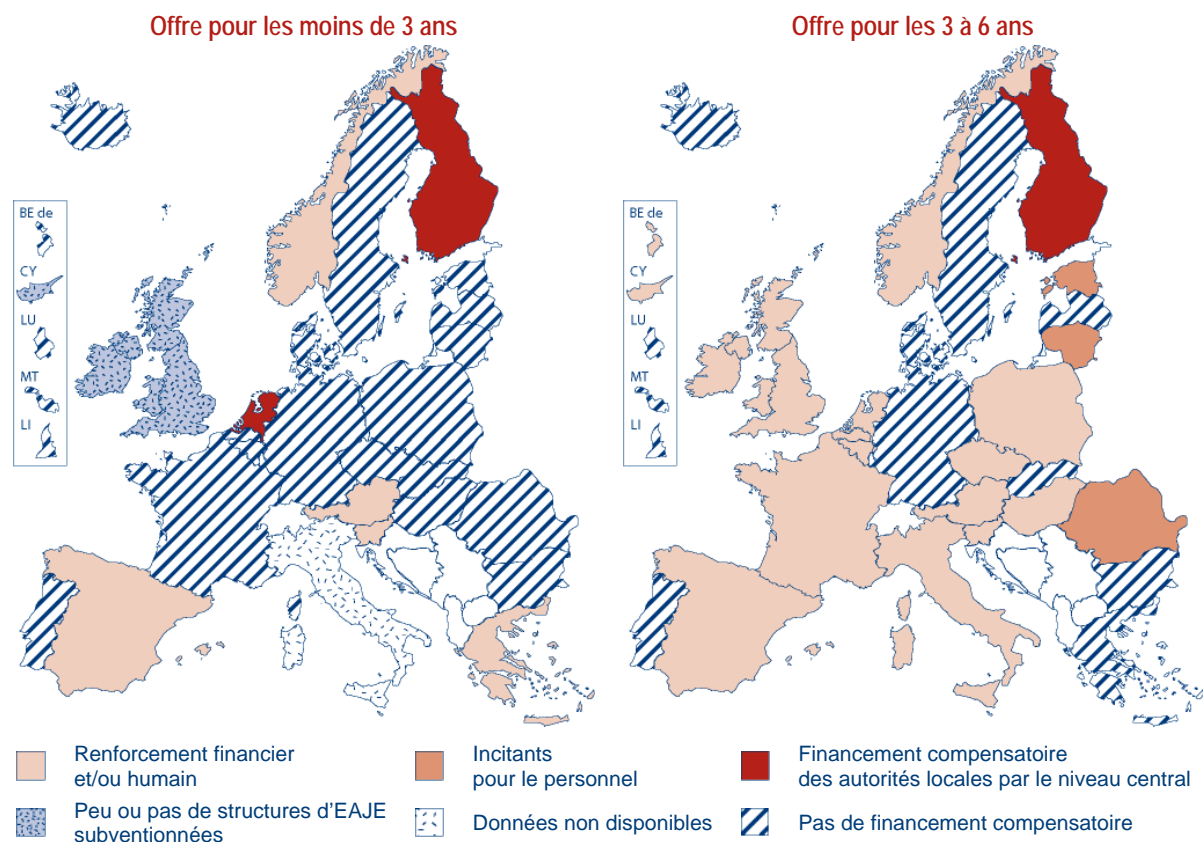 Offre pour les moins de 3 ans
Offre pour les 3 à 6 ans
BE de
CY
LU
MT
LI
BE de
CY
LU
MT
LI
Renforcement financier
et/ou humain
Incitants
pour le personnel
Financement compensatoire
des autorités locales par le niveau central
Peu ou pas de structures d'EAJE
subventionnées
Données non disponibles
Pas de financement compensatoire